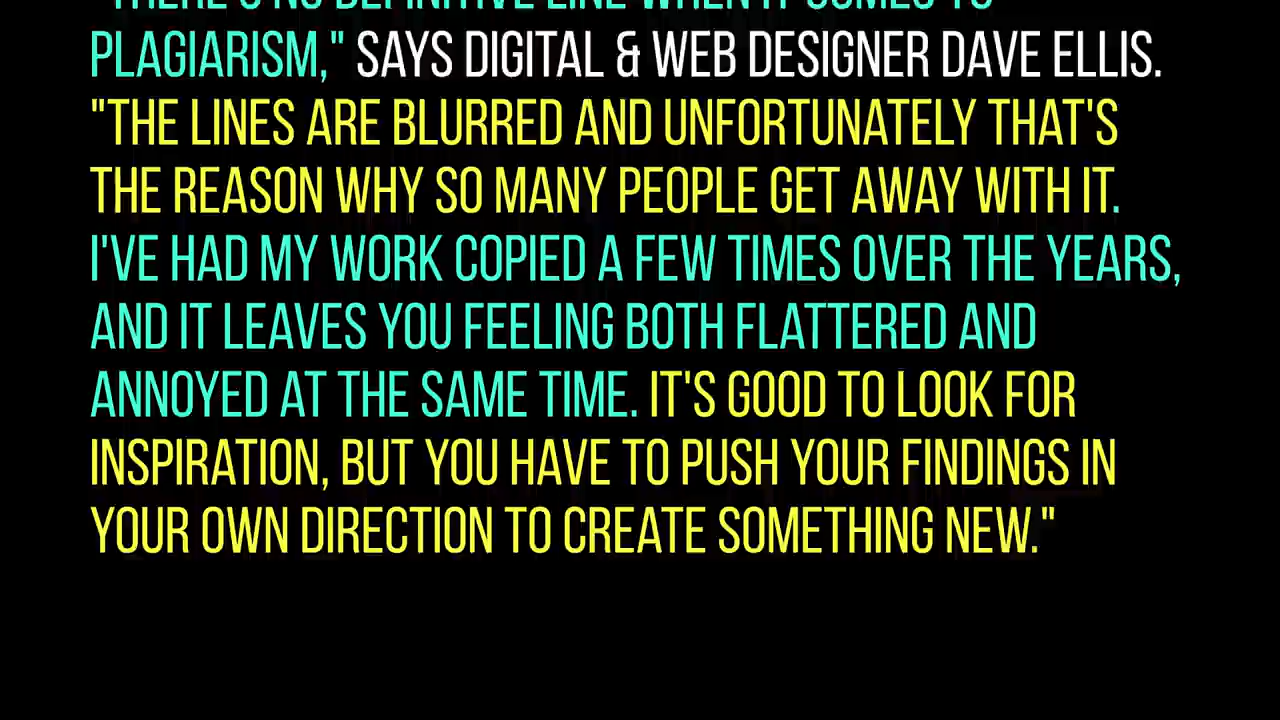 "THERE'S NO DEFINITIVE LINE WHEN IT COMES TO
PLAGIARISM," SAYS DIGITAL & WEB DESIGNER DAVE ELLIS.
"THE LINES ARE BLURRED AND UNFORTUNATELY THAT'S
THE REASON WHY SO MANY PEOPLE GET AWAY WITH IT.
I'VE HAD MY WORK COPIED A FEW TIMES OVER THE YEARS,
AND IT LEAVES YOU FEELING BOTH FLATTERED AND
ANNOYED AT THE SAME TIME. IT'S GOOD TO LOOK FOR
INSPIRATION, BUT YOU HAVE TO PUSH YOUR FINDINGS IN
YOUR OWN DIRECTION TO CREATE SOMETHING NEW."